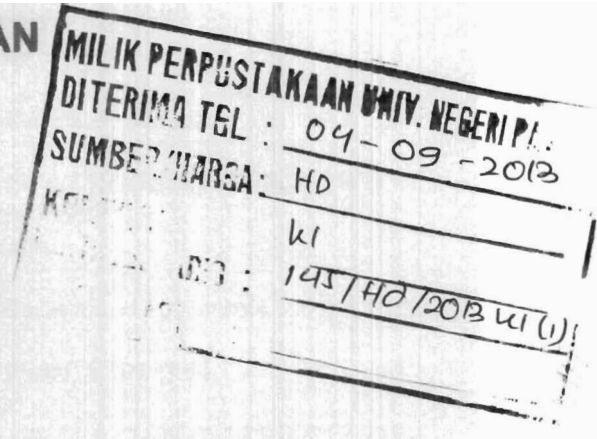 AN
MILIK PERPUSTAKAAN UNIV. NEGERI
DITERIMA TGL : 04-09-2013
SUMBER/HARGA : HD
KI
145/HD/2013 KI (1)